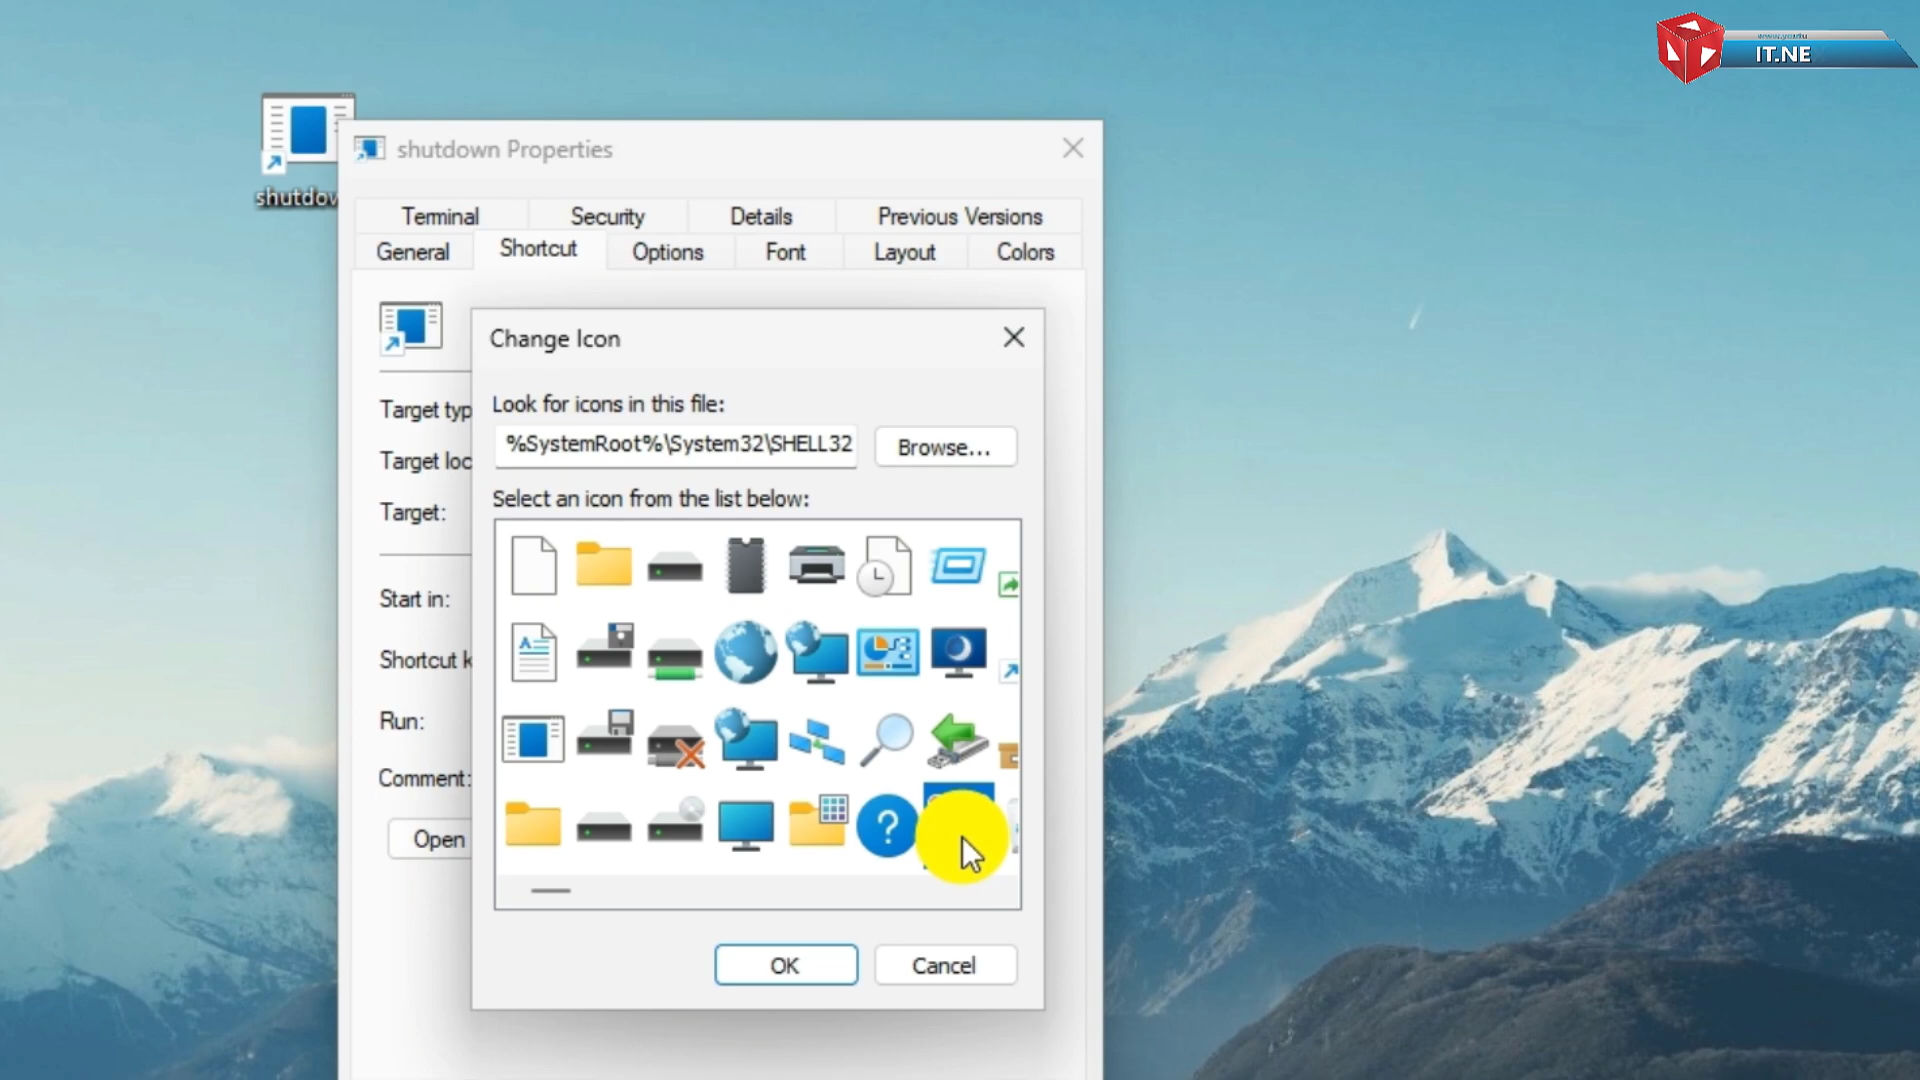 IT.NE
shutdow
shutdown Properties
Terminal Security Details Previous Versions
General Shortcut Options Font Layout Colors
Change Icon
Look for icons in this file:
%SystemRoot%\System32\SHELL32
Browse...
Select an icon from the list below:
Target typ
Target loc
Target:
Start in:
Shortcut k
Run:
Comment:
Open
OK Cancel